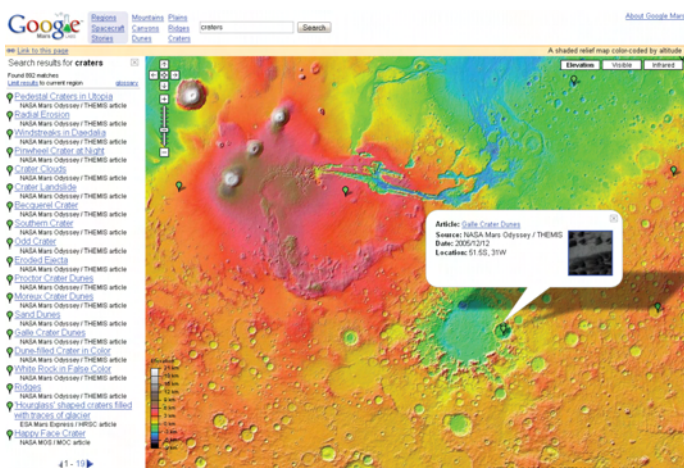 Google
Mars
Regions Mountains Plains
Spacecraft Canyons Ridges
Stories Dunes Craters
craters
Search
About Google Mars
Link to this page
A shaded relief map color-coded by altitude
Search results for craters
Found 892 matches
Limit results to current region glossary
Pedestal Craters in Utopia
NASA Mars Odyssey / THEMIS article
Radial Erosion
NASA Mars Odyssey / THEMIS article
Windstreaks in Daedalia
NASA Mars Odyssey / THEMIS article
Pinwheel Crater at Night
NASA Mars Odyssey / THEMIS article
Crater Clouds
NASA Mars Odyssey / THEMIS article
Crater Landslide
NASA Mars Odyssey / THEMIS article
Becquerel Crater
NASA Mars Odyssey / THEMIS article
Southern Crater
NASA Mars Odyssey / THEMIS article
Odd Crater
NASA Mars Odyssey / THEMIS article
Eroded Ejecta
NASA Mars Odyssey / THEMIS article
Proctor Crater Dunes
NASA Mars Odyssey / THEMIS article
Moreux Crater Dunes
NASA Mars Odyssey / THEMIS article
Sand Dunes
NASA Mars Odyssey / THEMIS article
Galle Crater Dunes
NASA Mars Odyssey / THEMIS article
Dune-filled Crater in Color
NASA Mars Odyssey / THEMIS article
White Rock in False Color
NASA Mars Odyssey / THEMIS article
Ridges
NASA Mars Odyssey / THEMIS article
'Hourglass' shaped craters filled
with traces of glacier
ESA Mars Express / HRSC article
Happy Face Crater
NASA MGS / MOC article
1 - 19
Elevation Visible Infrared
Article: Galle Crater Dunes
Source: NASA Mars Odyssey / THEMIS
Date: 2005/12/12
Location: 51.5S, 31W